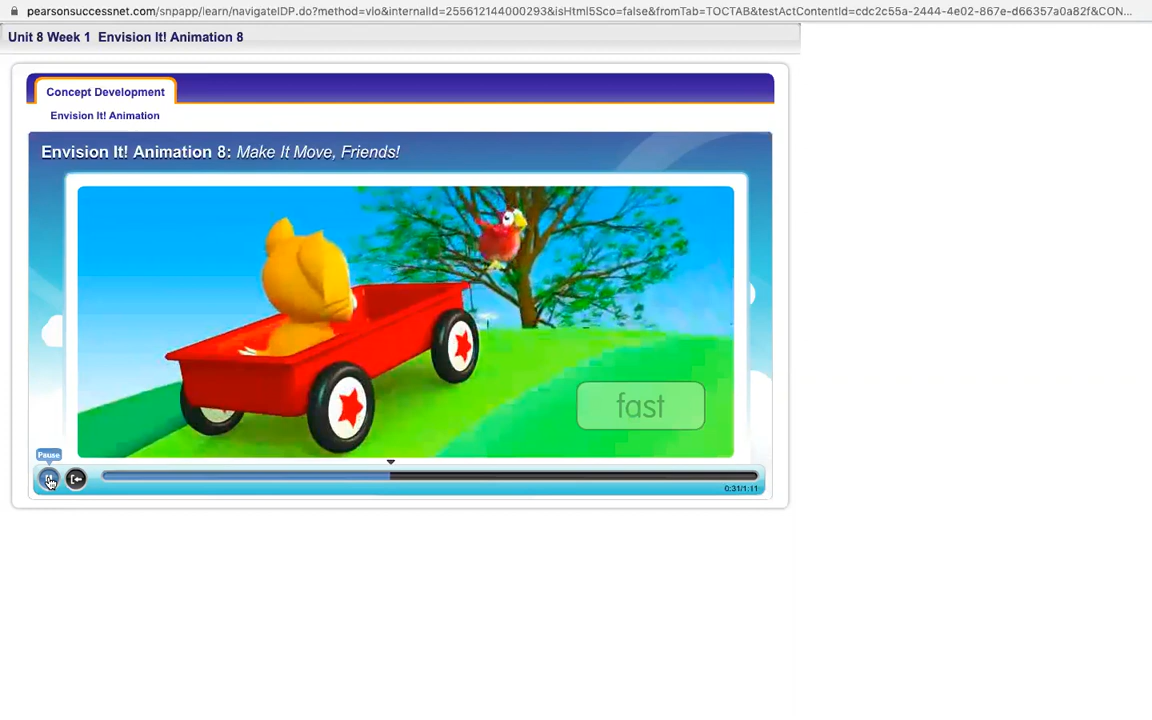 pearsonsuccessnet.com/snpapp/learn/navigateIDP.do?method=vlo&internalId=255612144000293&isHtml5Sco=false&fromTab=TOCTAB&testActContentId=cdc2c55a-2444-4e02-867e-d66357a0a82f&CON...
Unit 8 Week 1 Envision It! Animation 8
Concept Development
Envision It! Animation
Envision It! Animation 8: Make It Move, Friends!
fast
Pause
0:31/1:11